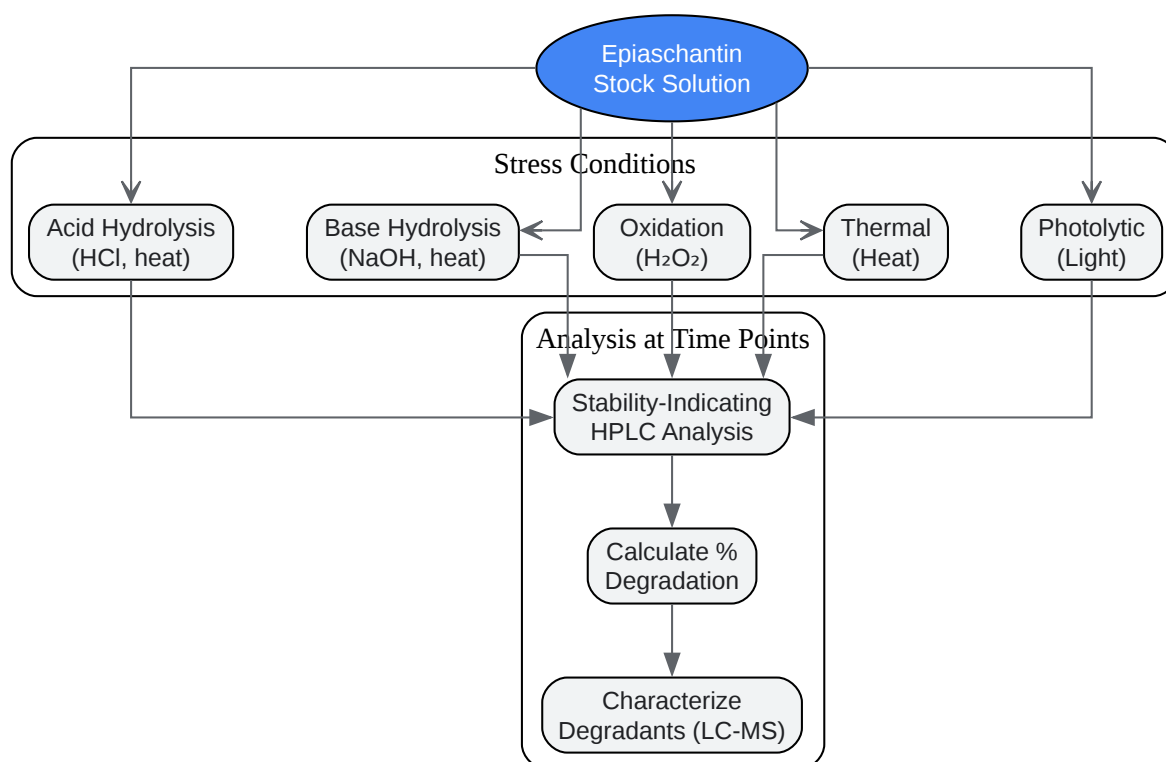 Epiaschantin
Stock Solution
Stress Conditions
Acid Hydrolysis
(HCl, heat)
Base Hydrolysis
(NaOH, heat)
Oxidation
(H₂O₂)
Thermal
(Heat)
Photolytic
(Light)
Analysis at Time Points
Stability-Indicating
HPLC Analysis
Calculate %
Degradation
Characterize
Degradants (LC-MS)